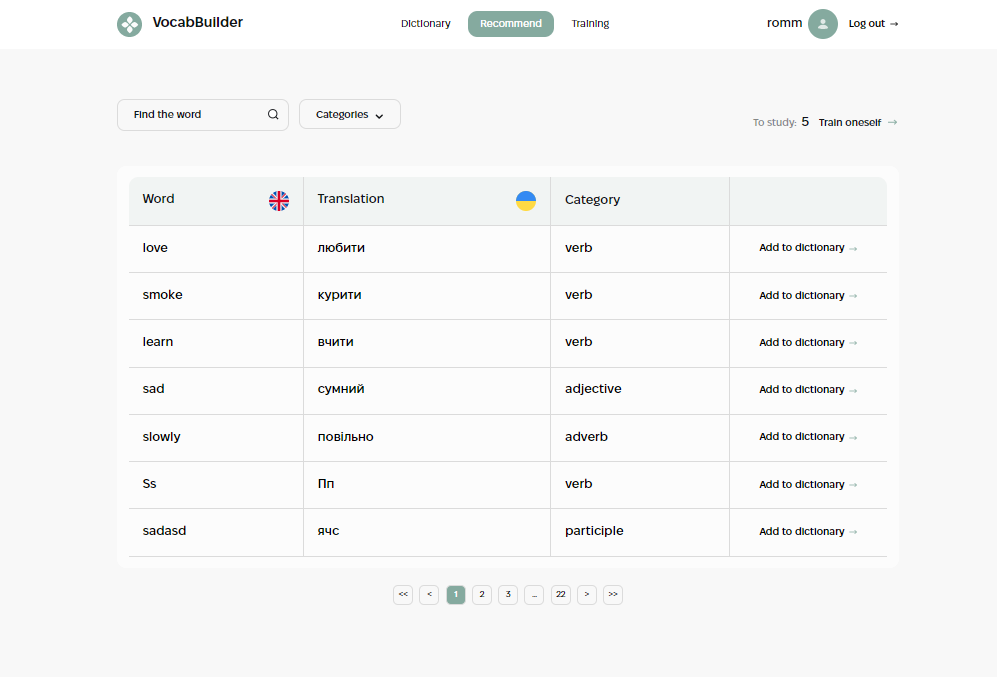 VocabBuilder Dictionary Recommend Training romm Log out →
Find the word Categories To study: 5 Train oneself →
Word Translation Category
love любити verb Add to dictionary →
smoke курити verb Add to dictionary →
learn вчити verb Add to dictionary →
sad сумний adjective Add to dictionary →
slowly повільно adverb Add to dictionary →
Ss Пп verb Add to dictionary →
sadasd ячс participle Add to dictionary →
<< < 1 2 3 ... 22 > >>